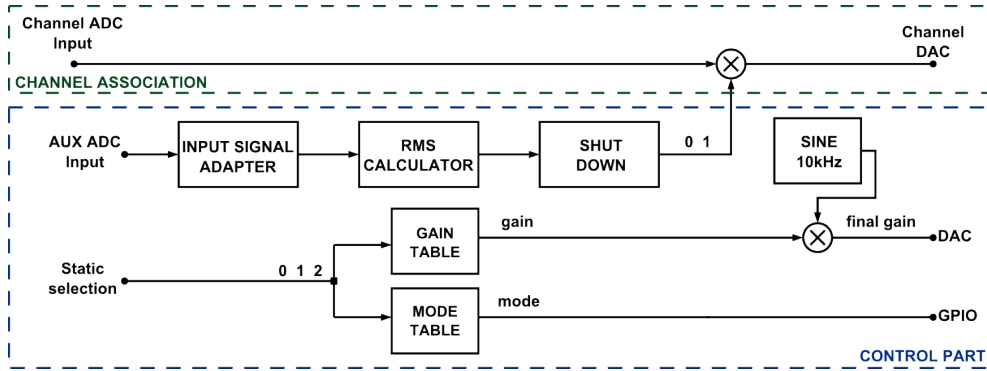 Channel ADC
Input
Channel
DAC
CHANNEL ASSOCIATION
AUX ADC
Input
INPUT SIGNAL
ADAPTER
RMS
CALCULATOR
SHUT
DOWN
0 1
SINE
10kHz
GAIN
TABLE
gain
final gain
DAC
Static
selection
0 1 2
MODE
TABLE
mode
GPIO
CONTROL PART